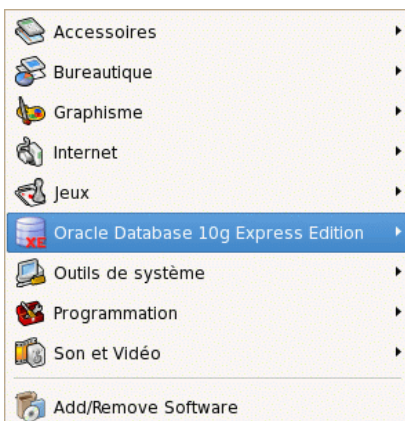 Accessoires
Bureautique
Graphisme
Internet
Jeux
XE
Oracle Database 10g Express Edition
Outils de système
Programmation
Son et Vidéo
Add/Remove Software